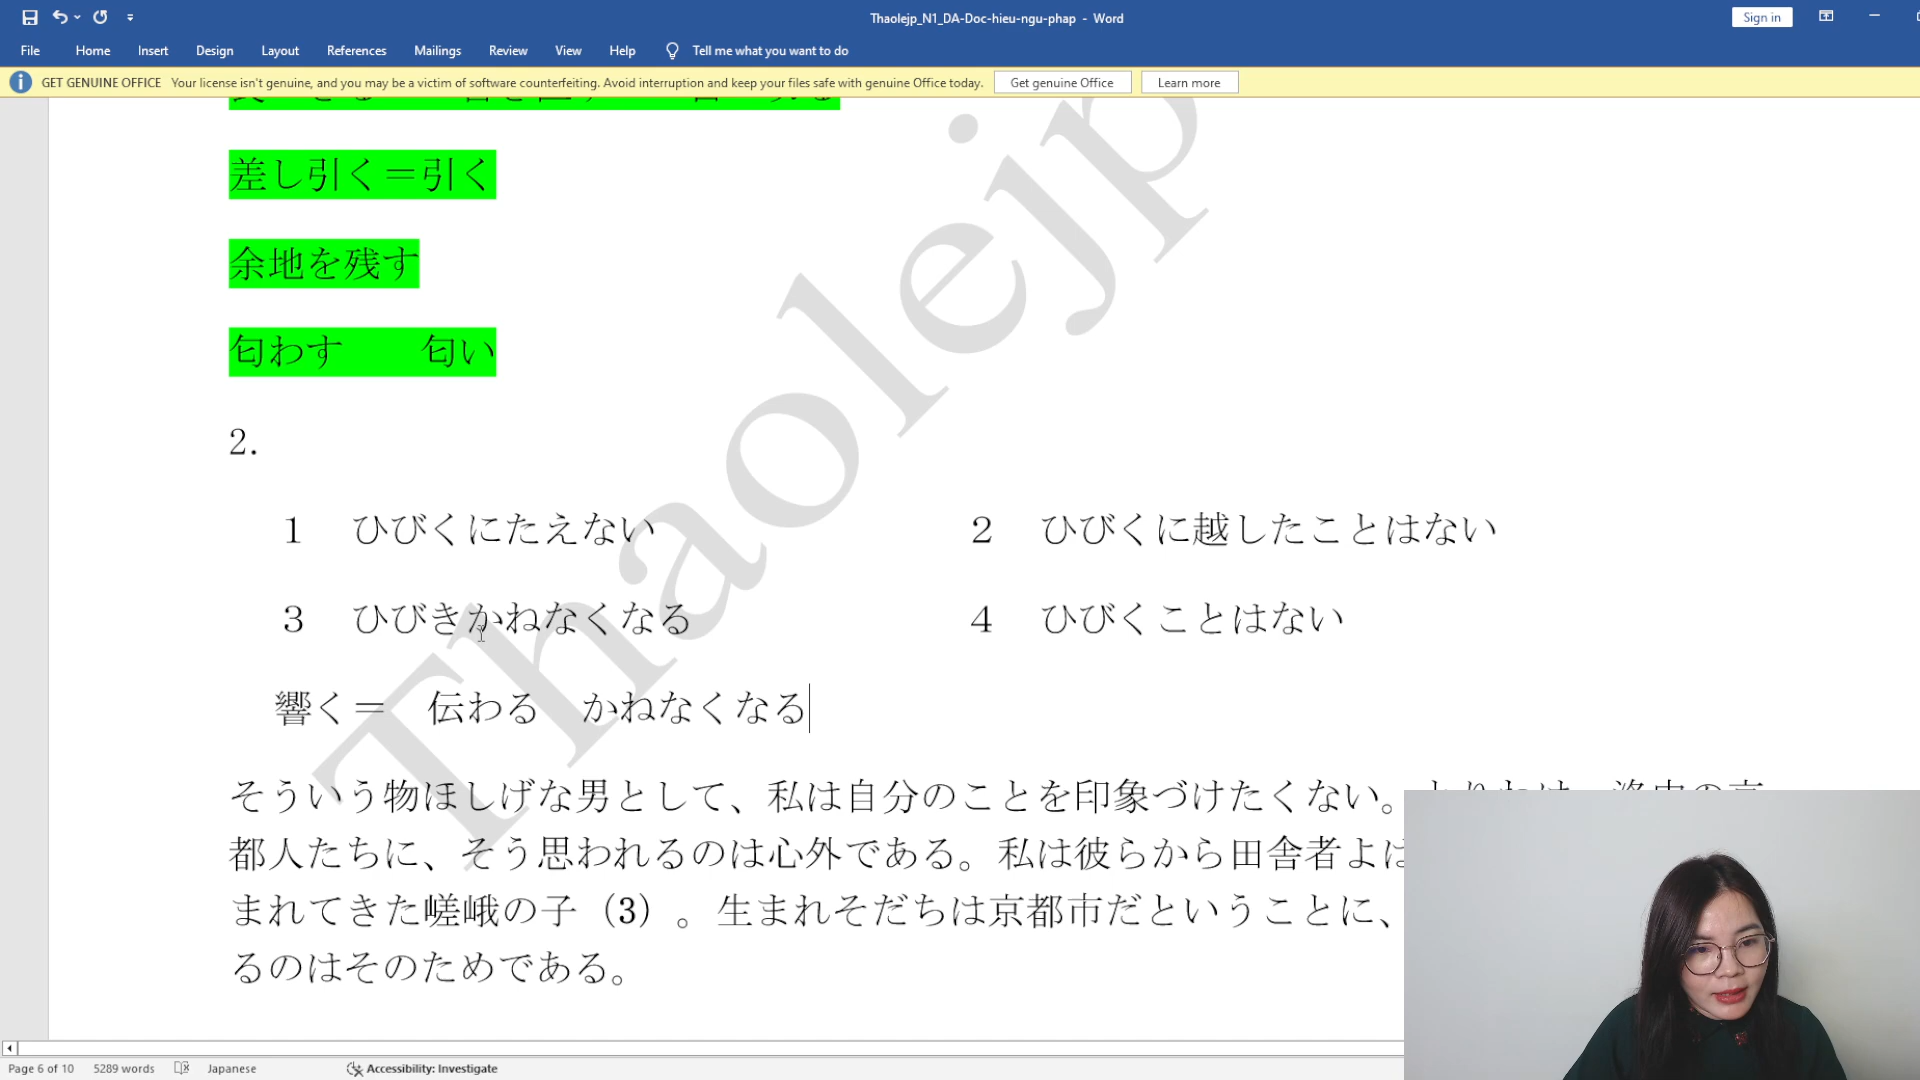 Thaolejp_N1_DA-Doc-hieu-ngu-phap - Word
Sign in
File Home Insert Design Layout References Mailings Review View Help Tell me what you want to do
GET GENUINE OFFICE Your license isn't genuine, and you may be a victim of software counterfeiting. Avoid interruption and keep your files safe with genuine Office today. Get genuine Office Learn more
差し引く＝引く
余地を残す
匂わす　　匂い
2.
1　ひびくにたえない　2　ひびくに越したことはない
3　ひびきかねなくなる　4　ひびくことはない
響く＝　伝わる　かねなくなる
そういう物ほしげな男として、私は自分のことを印象づけたくない。
都人たちに、そう思われるのは心外である。私は彼らから田舎者よ
まれてきた嵯峨の子（3）。生まれそだちは京都市だということに、
るのはそのためである。
Thaolejp
Page 6 of 10 5289 words Japanese Accessibility: Investigate